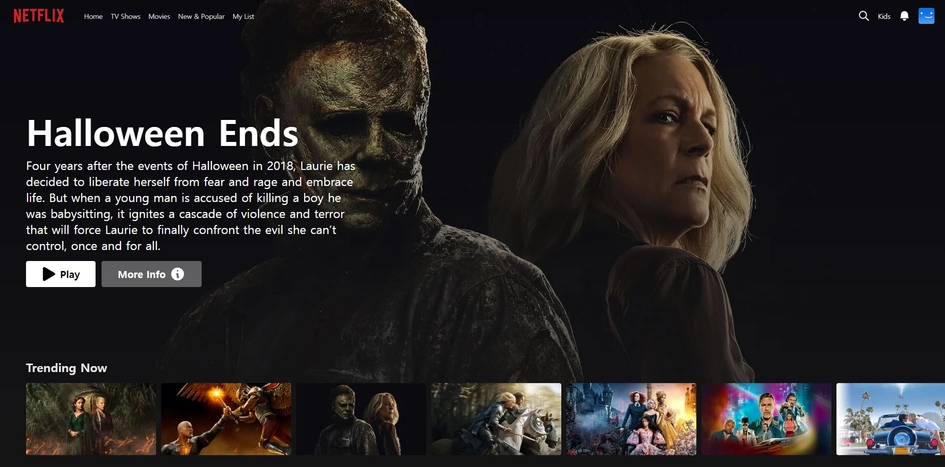 NETFLIX
Home TV Shows Movies New & Popular My List
Kids
Halloween Ends
Four years after the events of Halloween in 2018, Laurie has
decided to liberate herself from fear and rage and embrace
life. But when a young man is accused of killing a boy he
was babysitting, it ignites a cascade of violence and terror
that will force Laurie to finally confront the evil she can’t
control, once and for all.
Play
More Info
Trending Now